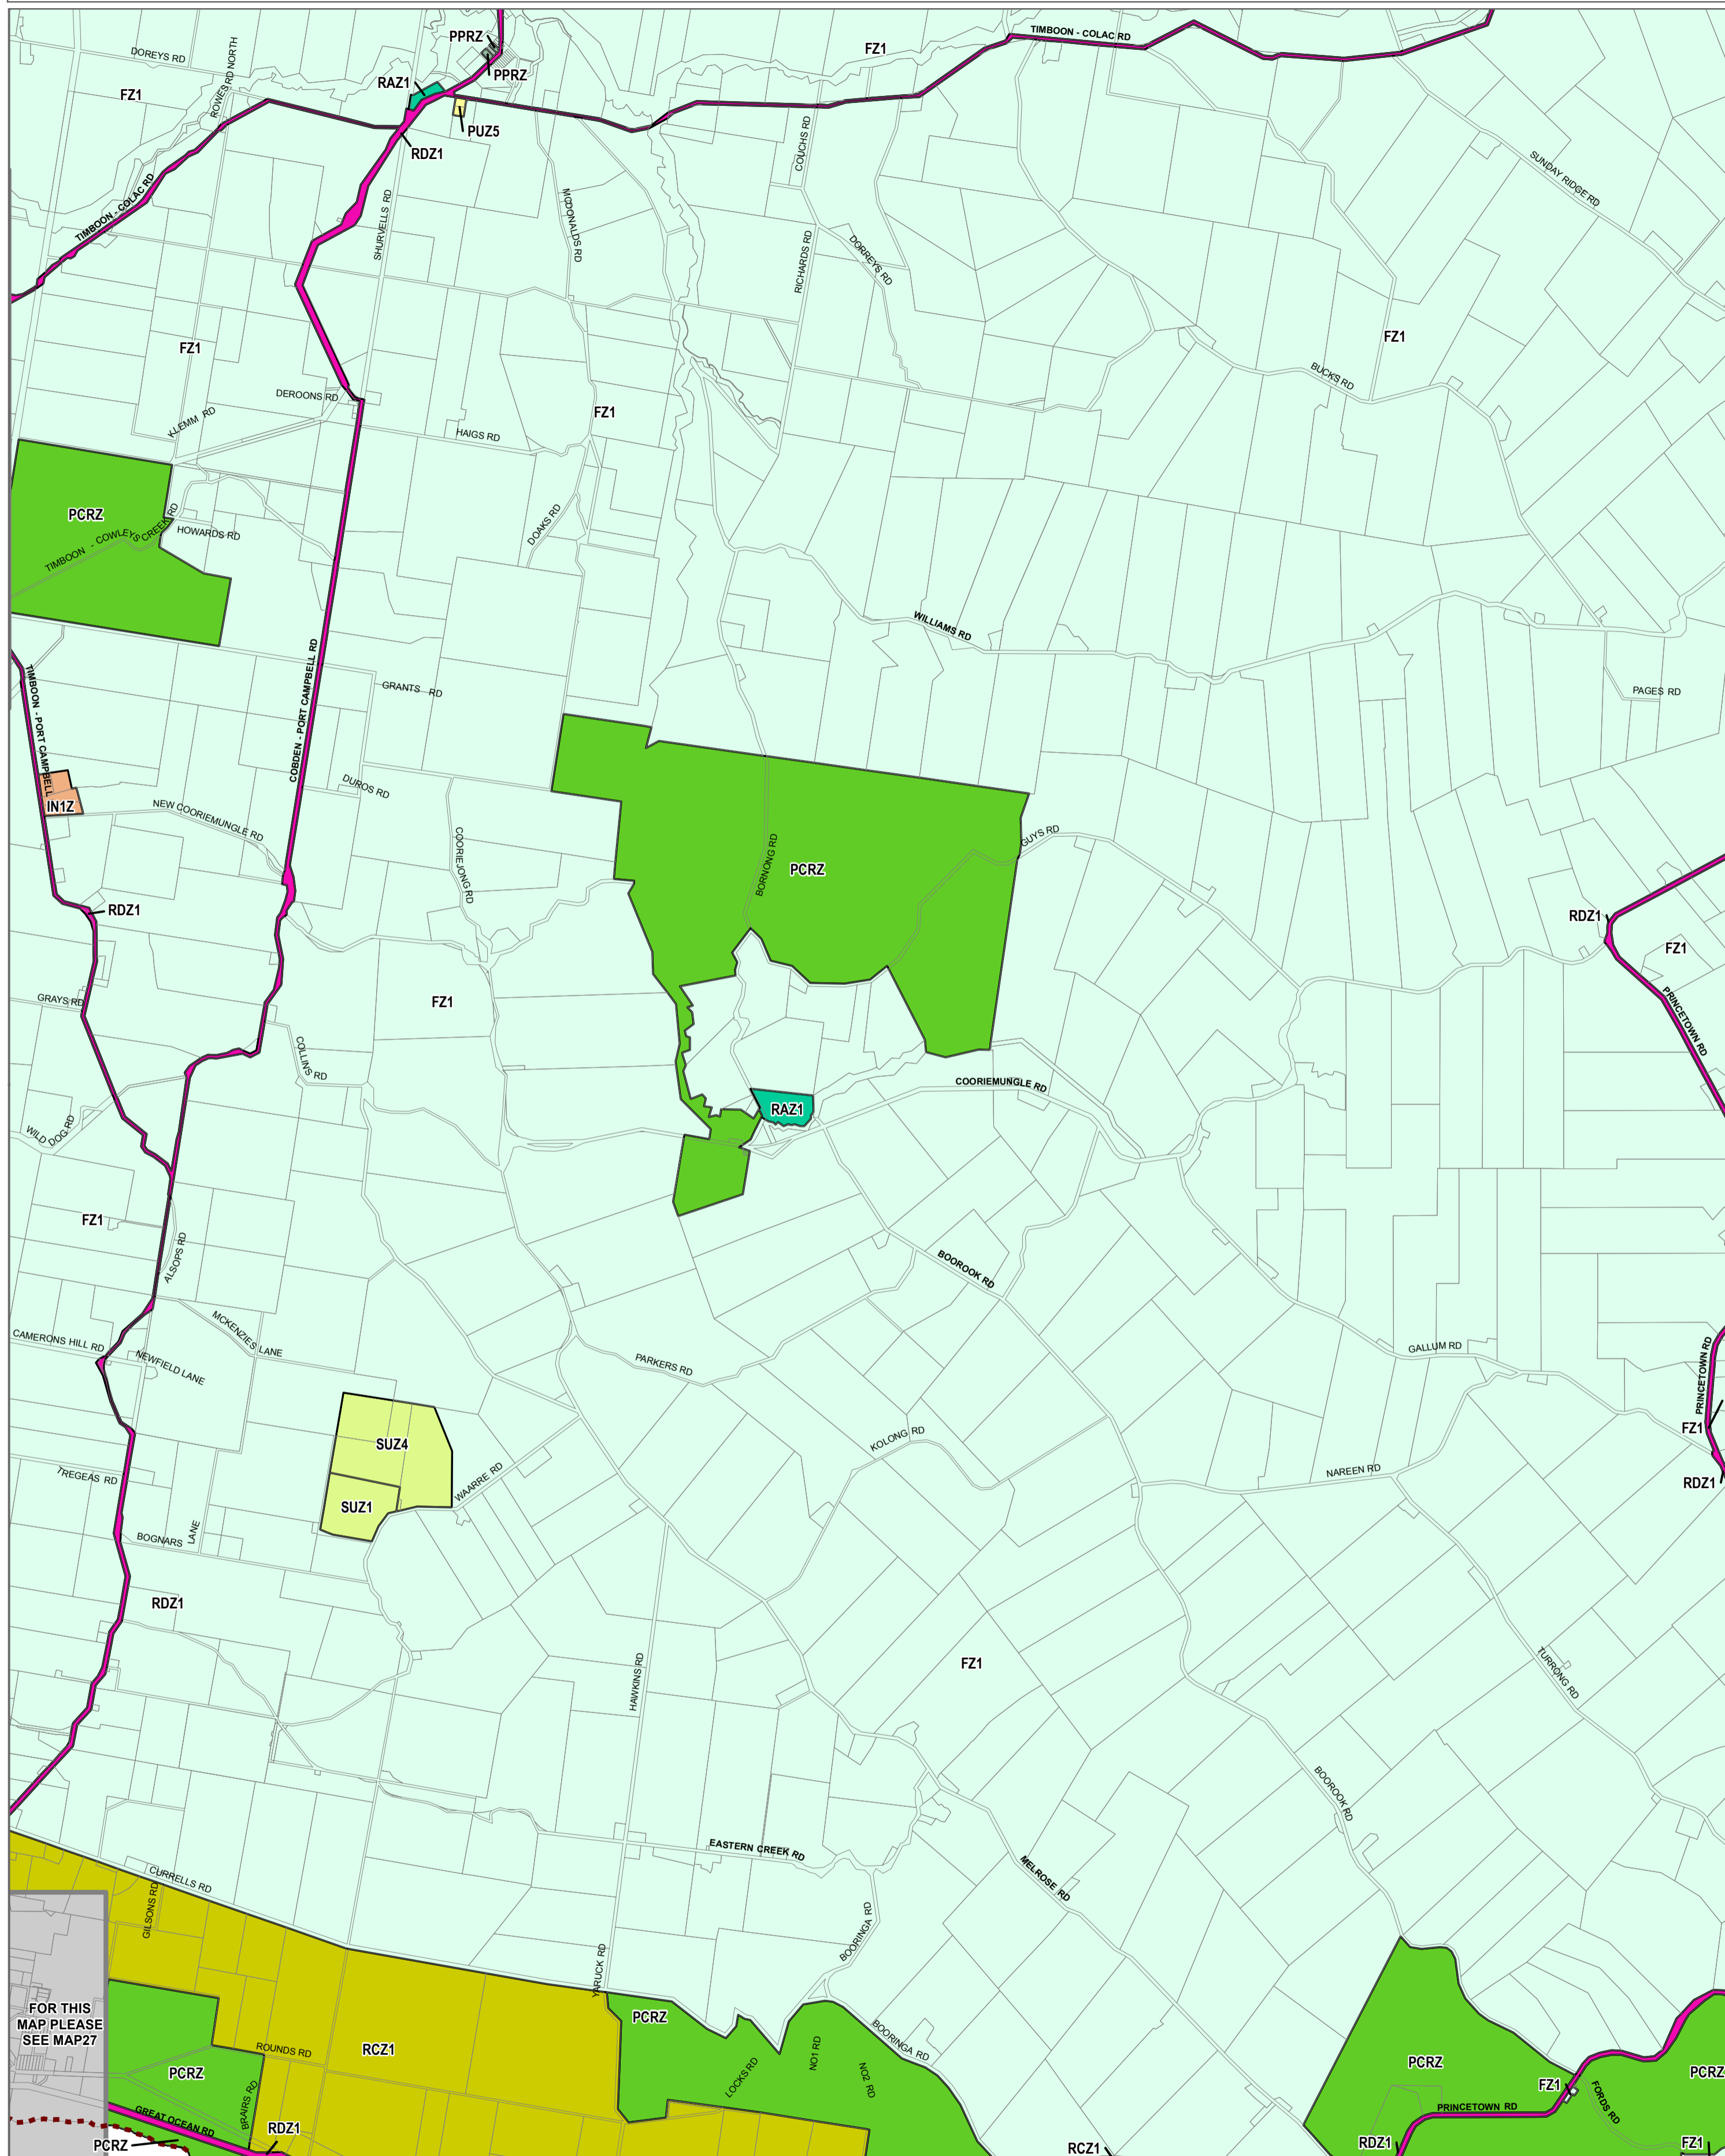 PPRZ
TIMBOON - COLAC RD
FZ1
DOREYS RD
ROWES RD NORTH
PPRZ
RAZ1
FZ1
PUZ5
RDZ1
COUCHS RD
SUNDAY RIDGE RD
TIMBOON - COLAC RD
SHURVELLS RD
MCDONALDS RD
RICHARDS RD
DORREYS RD
FZ1
FZ1
BUCKS RD
DEROONS RD
FZ1
KLEMM RD
HAIGS RD
PCRZ
TIMBOON - COWLEYS CREEK RD
HOWARDS RD
DOAKS RD
WILLIAMS RD
TIMBOON - PORT CAMPBELL
COBDEN - PORT CAMPBELL RD
GRANTS RD
PAGES RD
IN1Z
DUROS RD
NEW COORIEMUNGLE RD
COORIEJONG RD
BORNONG RD
GUYS RD
PCRZ
RDZ1
RDZ1
FZ1
GRAYS RD
FZ1
PRINCETOWN RD
COLLINS RD
COORIEMUNGLE RD
RAZ1
WILD DOG RD
FZ1
ALSOPS RD
BOOROOK RD
CAMERONS HILL RD
MCKENZIES LANE
NEWFIELD LANE
PARKERS RD
GALLUM RD
PRINCETOWN RD
FZ1
SUZ4
KOLONG RD
TREGEAS RD
WAARRE RD
NAREEN RD
RDZ1
SUZ1
BOGNARS
LANE
RDZ1
HAWKINS RD
FZ1
TURRONG RD
BOOROOK RD
EASTERN CREEK RD
MELROSE RD
CURRELLS RD
GILSONS RD
BOORINGA RD
YARUCK RD
FOR THIS
MAP PLEASE
SEE MAP27
PCRZ
ROUNDS RD
RCZ1
BOORINGA RD
NO1 RD
LOCKS RD
NO2 RD
PCRZ
PCRZ
PCRZ
FZ1
FORDS RD
BRAIRS RD
GREAT OCEAN RD
PRINCETOWN RD
RDZ1
PCRZ
RCZ1
RDZ1
FZ1